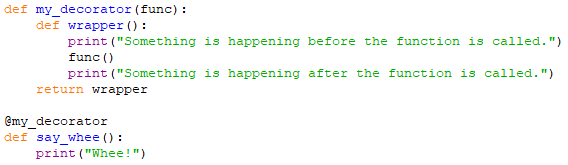 def my_decorator(func):
    def wrapper():
        print("Something is happening before the function is called.")
        func()
        print("Something is happening after the function is called.")
    return wrapper

@my_decorator
def say_whee():
    print("Whee!")